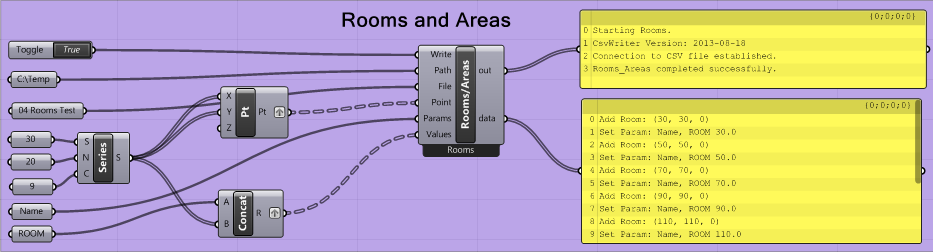 Rooms and Areas
Toggle True
C:\Temp
04 Rooms Test
30
20
9
Name
ROOM
S
N
C
Series
S
X
Y
Z
Pt
Pt
A
B
Concat
R
Write
Path
File
Point
Params
Values
Rooms/Areas
out
data
Rooms
{0;0;0;0}
0 Starting Rooms.
1 CsvWriter Version: 2013-08-18
2 Connection to CSV file established.
3 Rooms_Areas completed successfully.
{0;0;0;0}
0 Add Room: (30, 30, 0)
1 Set Param: Name, ROOM 30.0
2 Add Room: (50, 50, 0)
3 Set Param: Name, ROOM 50.0
4 Add Room: (70, 70, 0)
5 Set Param: Name, ROOM 70.0
6 Add Room: (90, 90, 0)
7 Set Param: Name, ROOM 90.0
8 Add Room: (110, 110, 0)
9 Set Param: Name, ROOM 110.0